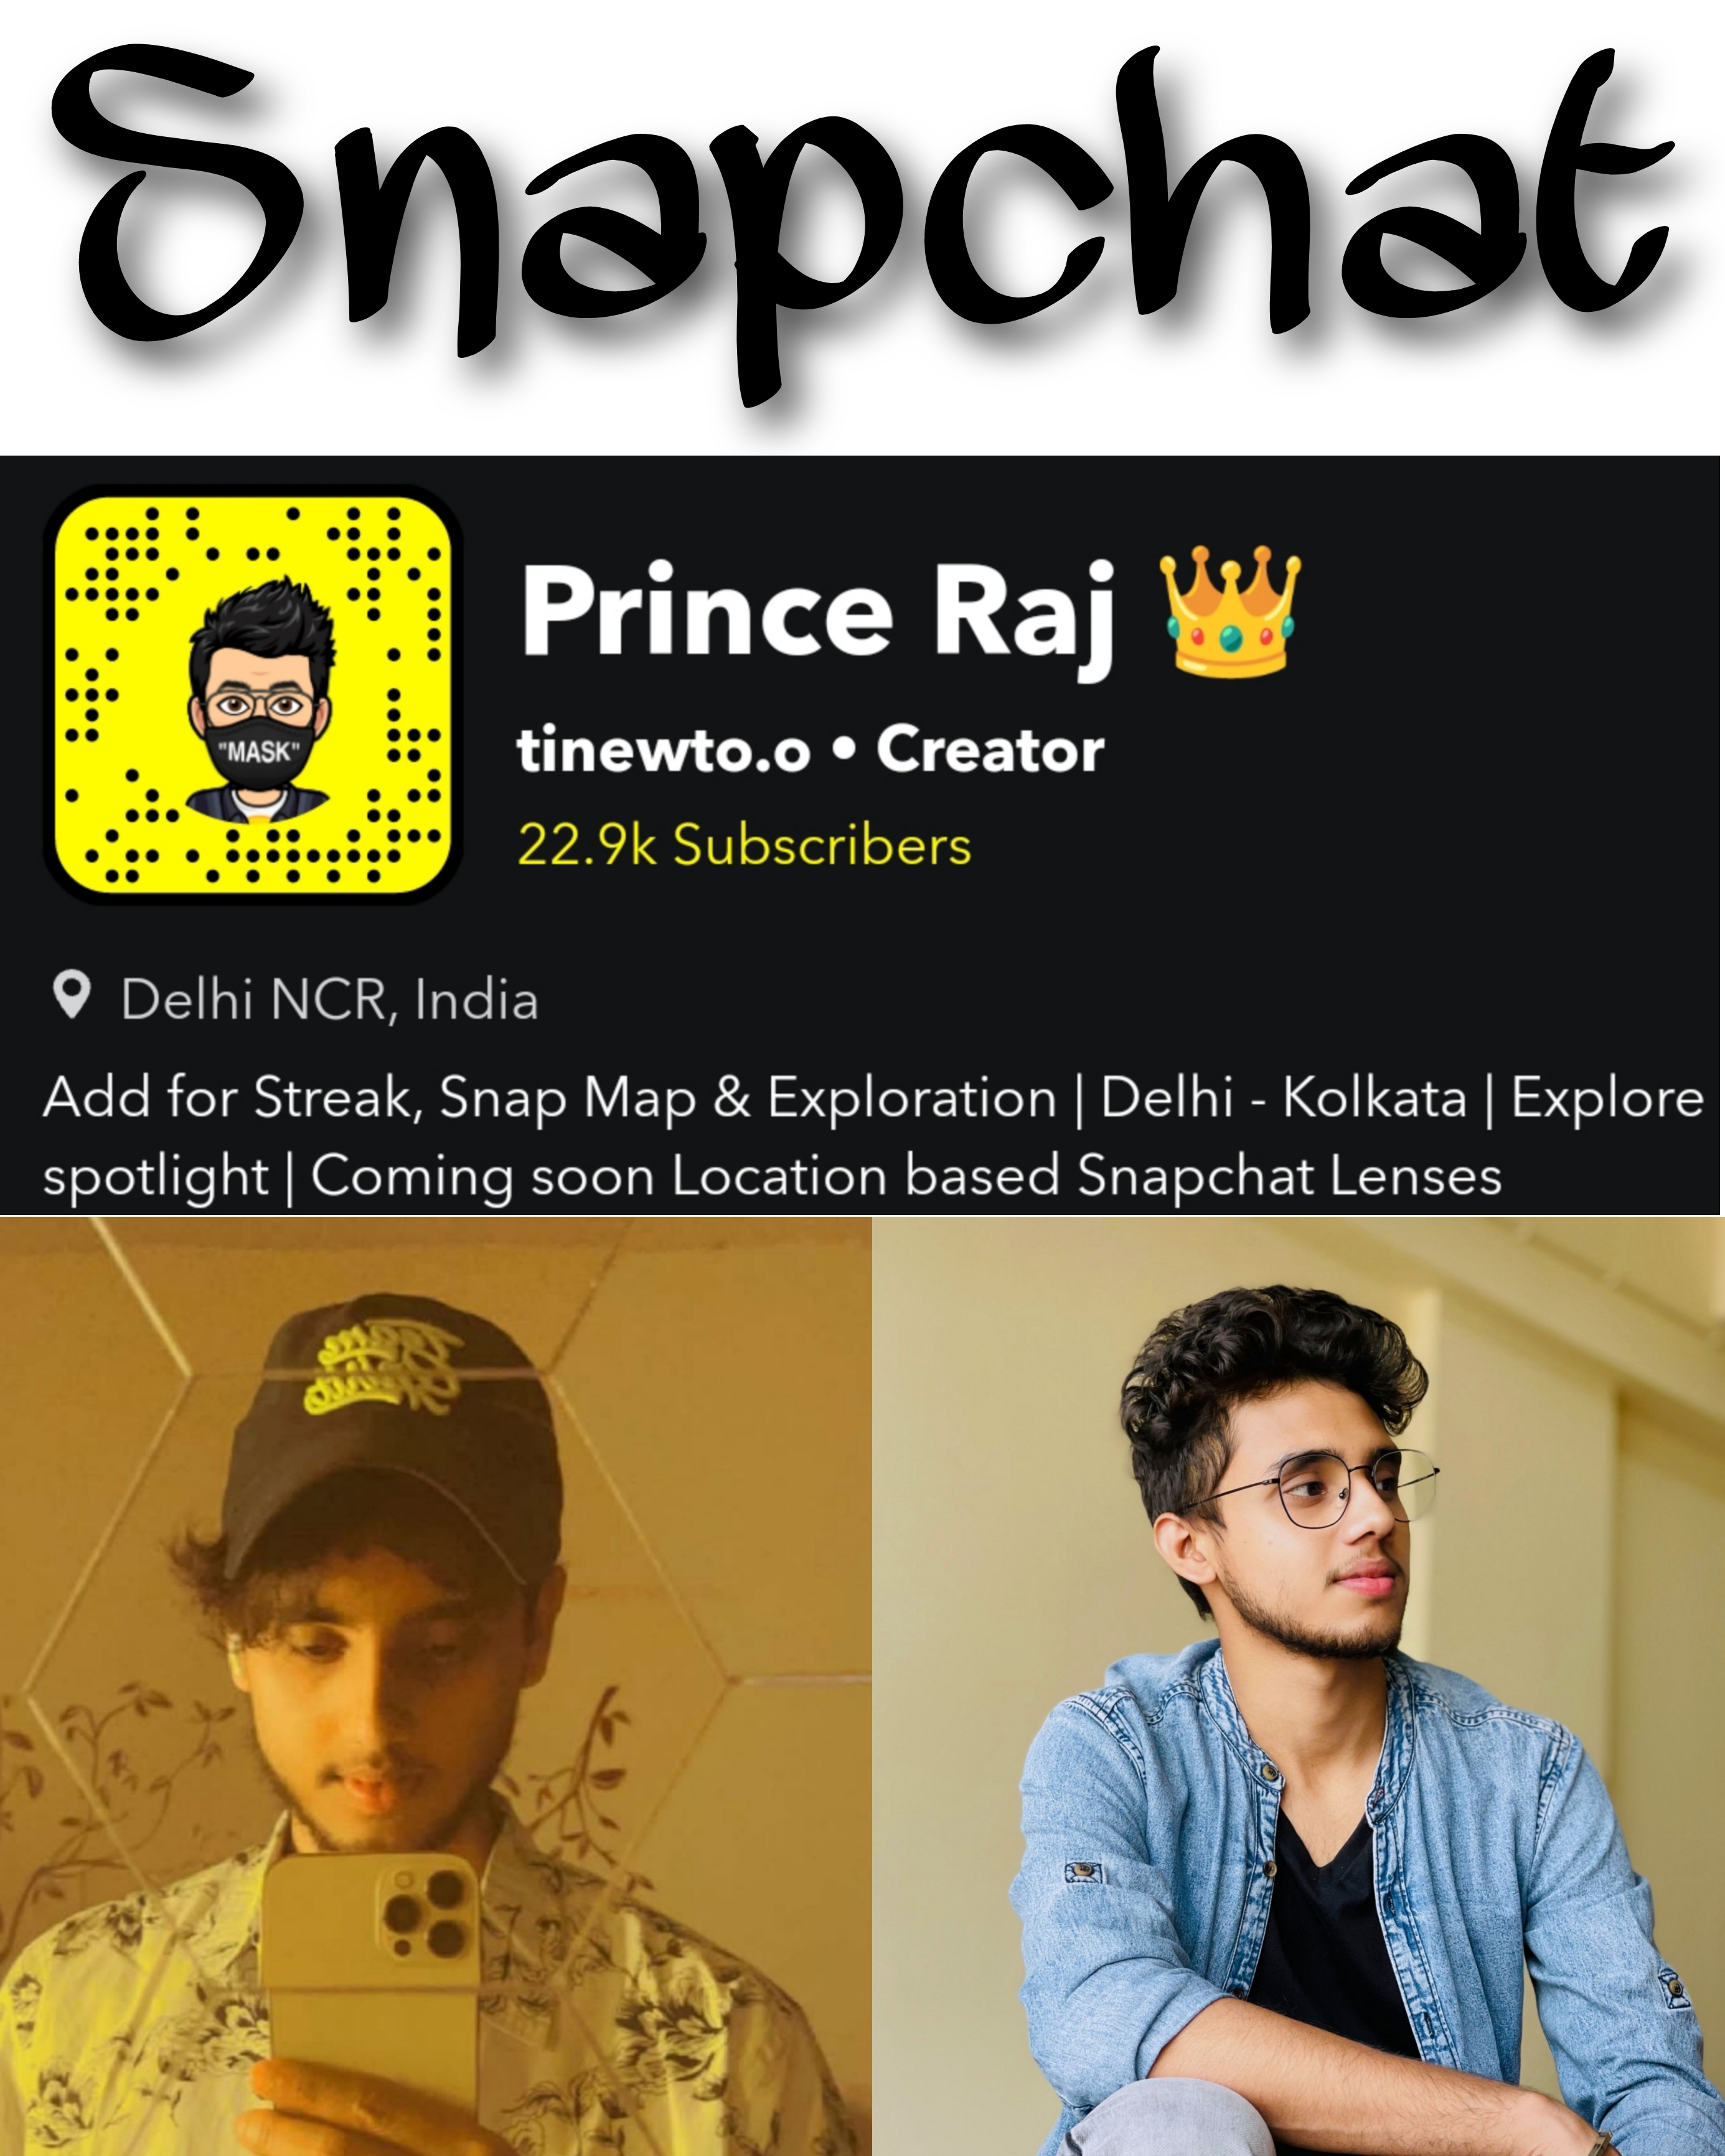 Snapchat
Prince Raj 👑
tinewto.o • Creator
22.9k Subscribers
"MASK"
Delhi NCR, India
Add for Streak, Snap Map & Exploration | Delhi - Kolkata | Explore
spotlight | Coming soon Location based Snapchat Lenses